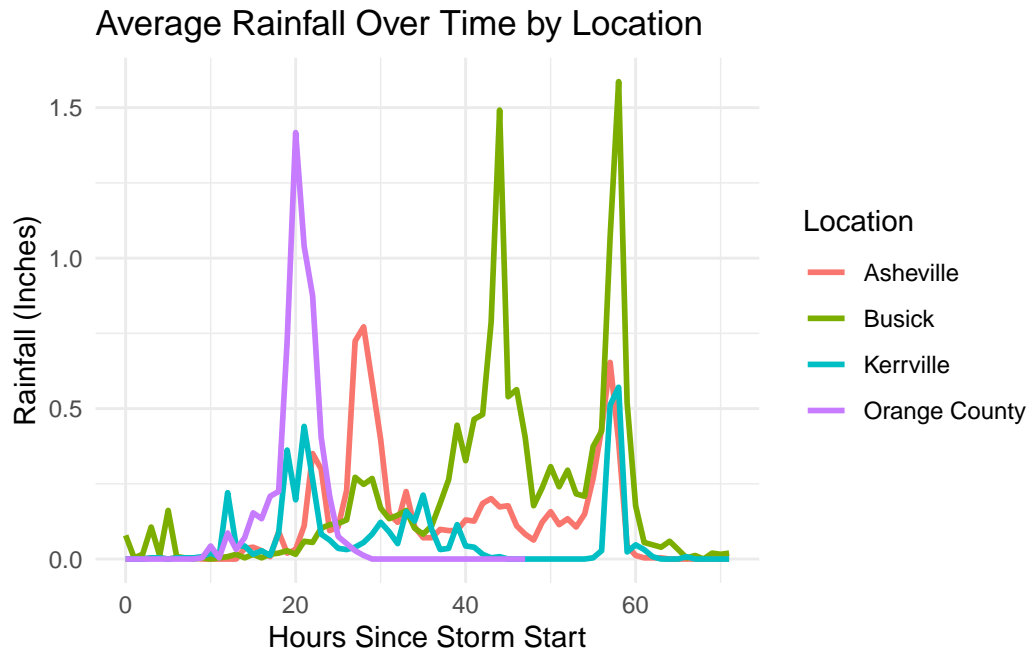 Average Rainfall Over Time by Location
Rainfall (Inches)
1.5
1.0
0.5
0.0
0
20
40
60
Hours Since Storm Start
Location
Asheville
Busick
Kerrville
Orange County